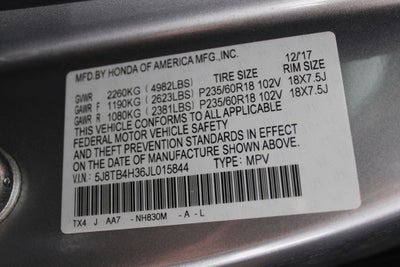 MFD.BY HONDA OF AMERICA MFG.,INC. 12/17
GVWR 2260KG (4982LBS) TIRE SIZE RIM SIZE
GAWR F 1190KG (2623LBS) P235/60R18 102V 18X7.5J
GAWR R 1080KG (2381LBS) P235/60R18 102V 18X7.5J
THIS VEHICLE CONFORMS TO ALL APPLICABLE
FEDERAL MOTOR VEHICLE SAFETY
AND THEFT PREVENTION STANDARDS IN EFFECT
ON THE DATE OF MANUFACTURE SHOWN ABOVE.
V.I.N: 5J8TB4H36JL015844 TYPE: MPV
TX4 J AA7 - NH830M - A - L